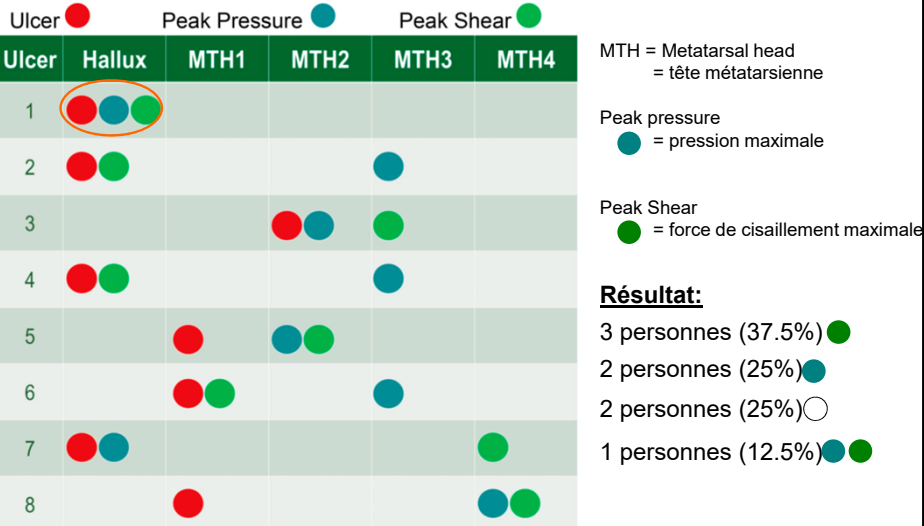 Ulcer Peak Pressure Peak Shear
Ulcer Hallux MTH1 MTH2 MTH3 MTH4
1
2
3
4
5
6
7
8
MTH = Metatarsal head
= tête métatarsienne
Peak pressure
= pression maximale
Peak Shear
= force de cisaillement maximale
Résultat:
3 personnes (37.5%)
2 personnes (25%)
2 personnes (25%)
1 personnes (12.5%)